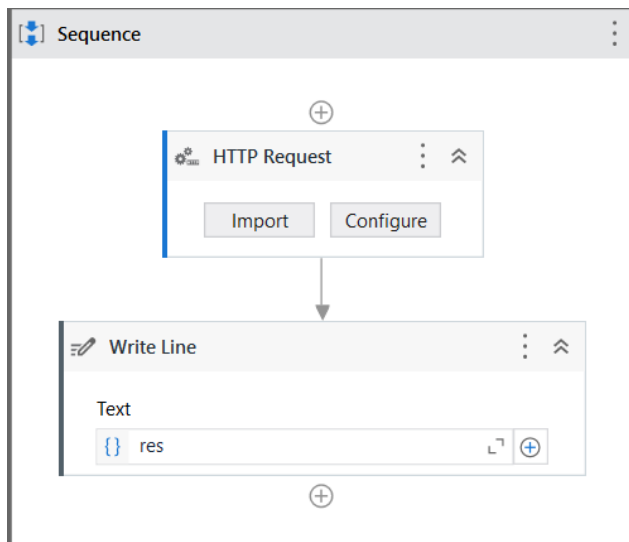 Sequence
HTTP Request
Import Configure
Write Line
Text
{} res